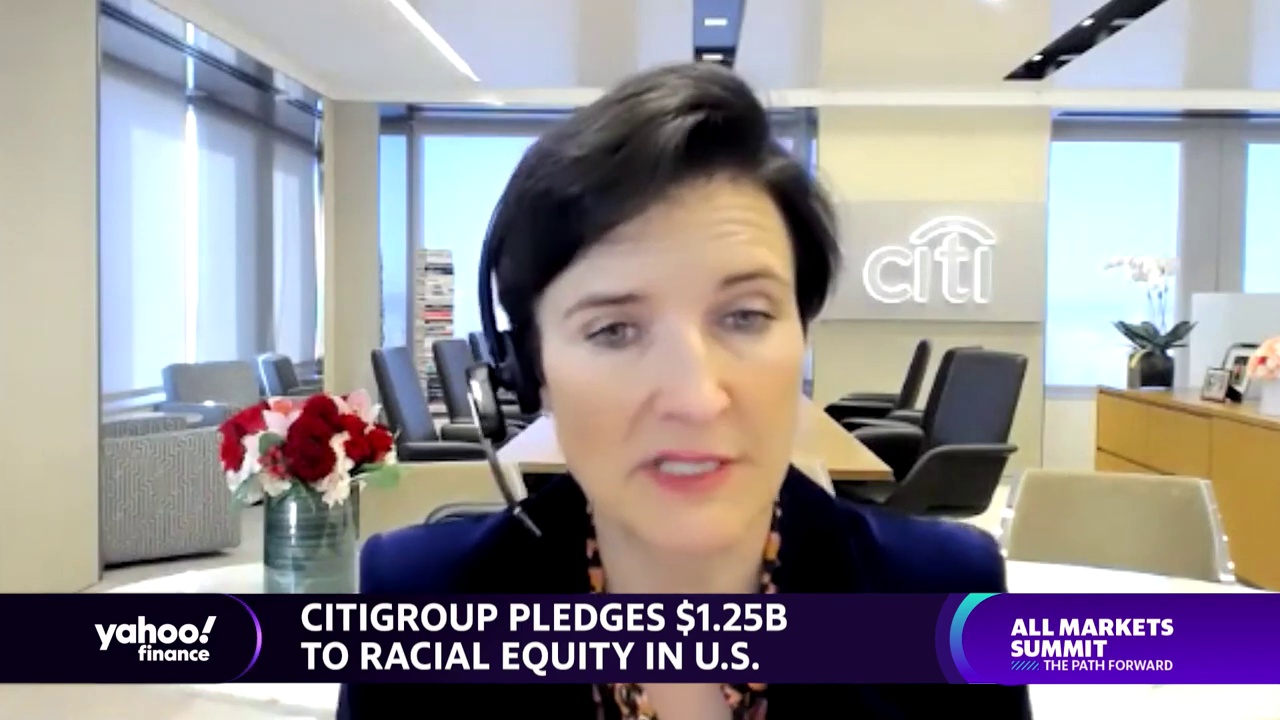 citi
yahoo!
finance
CITIGROUP PLEDGES $1.25B
TO RACIAL EQUITY IN U.S.
ALL MARKETS
SUMMIT
THE PATH FORWARD